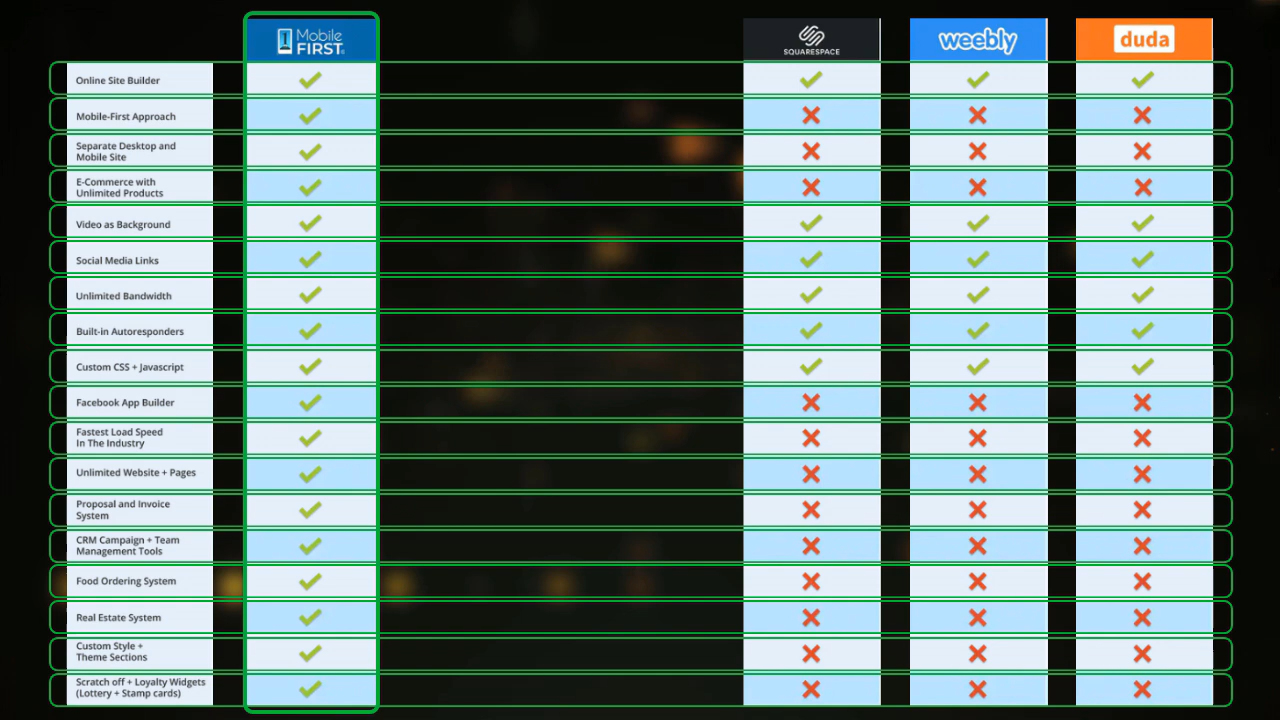 Mobile
FIRST
SQUARESPACE
weebly
duda
Online Site Builder
Mobile-First Approach
Separate Desktop and
Mobile Site
E-Commerce with
Unlimited Products
Video as Background
Social Media Links
Unlimited Bandwidth
Built-in Autoresponders
Custom CSS + Javascript
Facebook App Builder
Fastest Load Speed
In The Industry
Unlimited Website + Pages
Proposal and Invoice
System
CRM Campaign + Team
Management Tools
Food Ordering System
Real Estate System
Custom Style +
Theme Sections
Scratch off + Loyalty Widgets
(Lottery + Stamp cards)